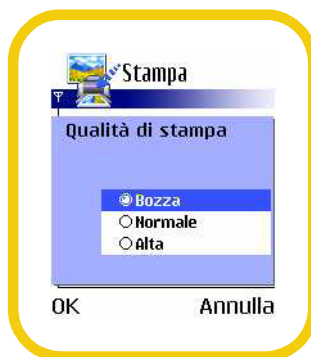 Stampa
Qualità di stampa
Bozza
Normale
Alta
OK Annulla